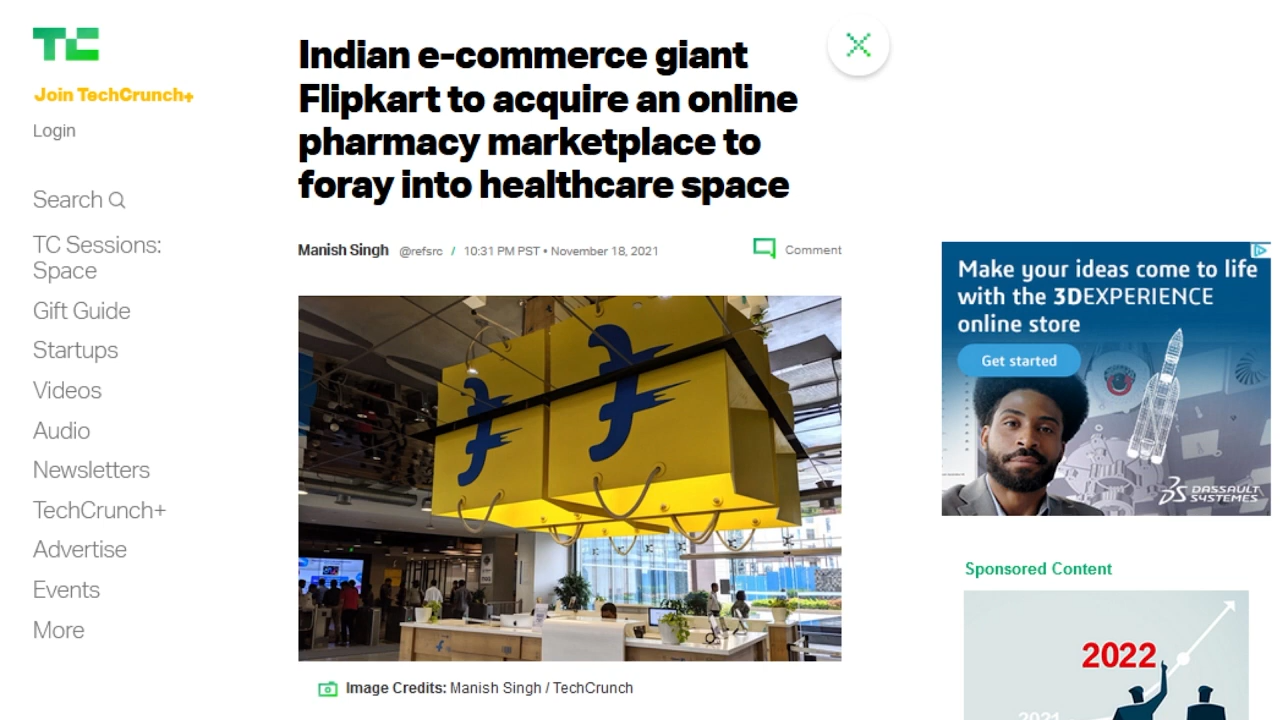 TC
Join TechCrunch+
Login
Search
TC Sessions:
Space
Gift Guide
Startups
Videos
Audio
Newsletters
TechCrunch+
Advertise
Events
More
Indian e-commerce giant
Flipkart to acquire an online
pharmacy marketplace to
foray into healthcare space
Manish Singh @refsrc / 10:31 PM PST • November 18, 2021
Comment
f
f
f
Image Credits: Manish Singh / TechCrunch
Make your ideas come to life
with the 3DEXPERIENCE
online store
Get started
3DS DASSAULT
SYSTEMES
Sponsored Content
2022
2021